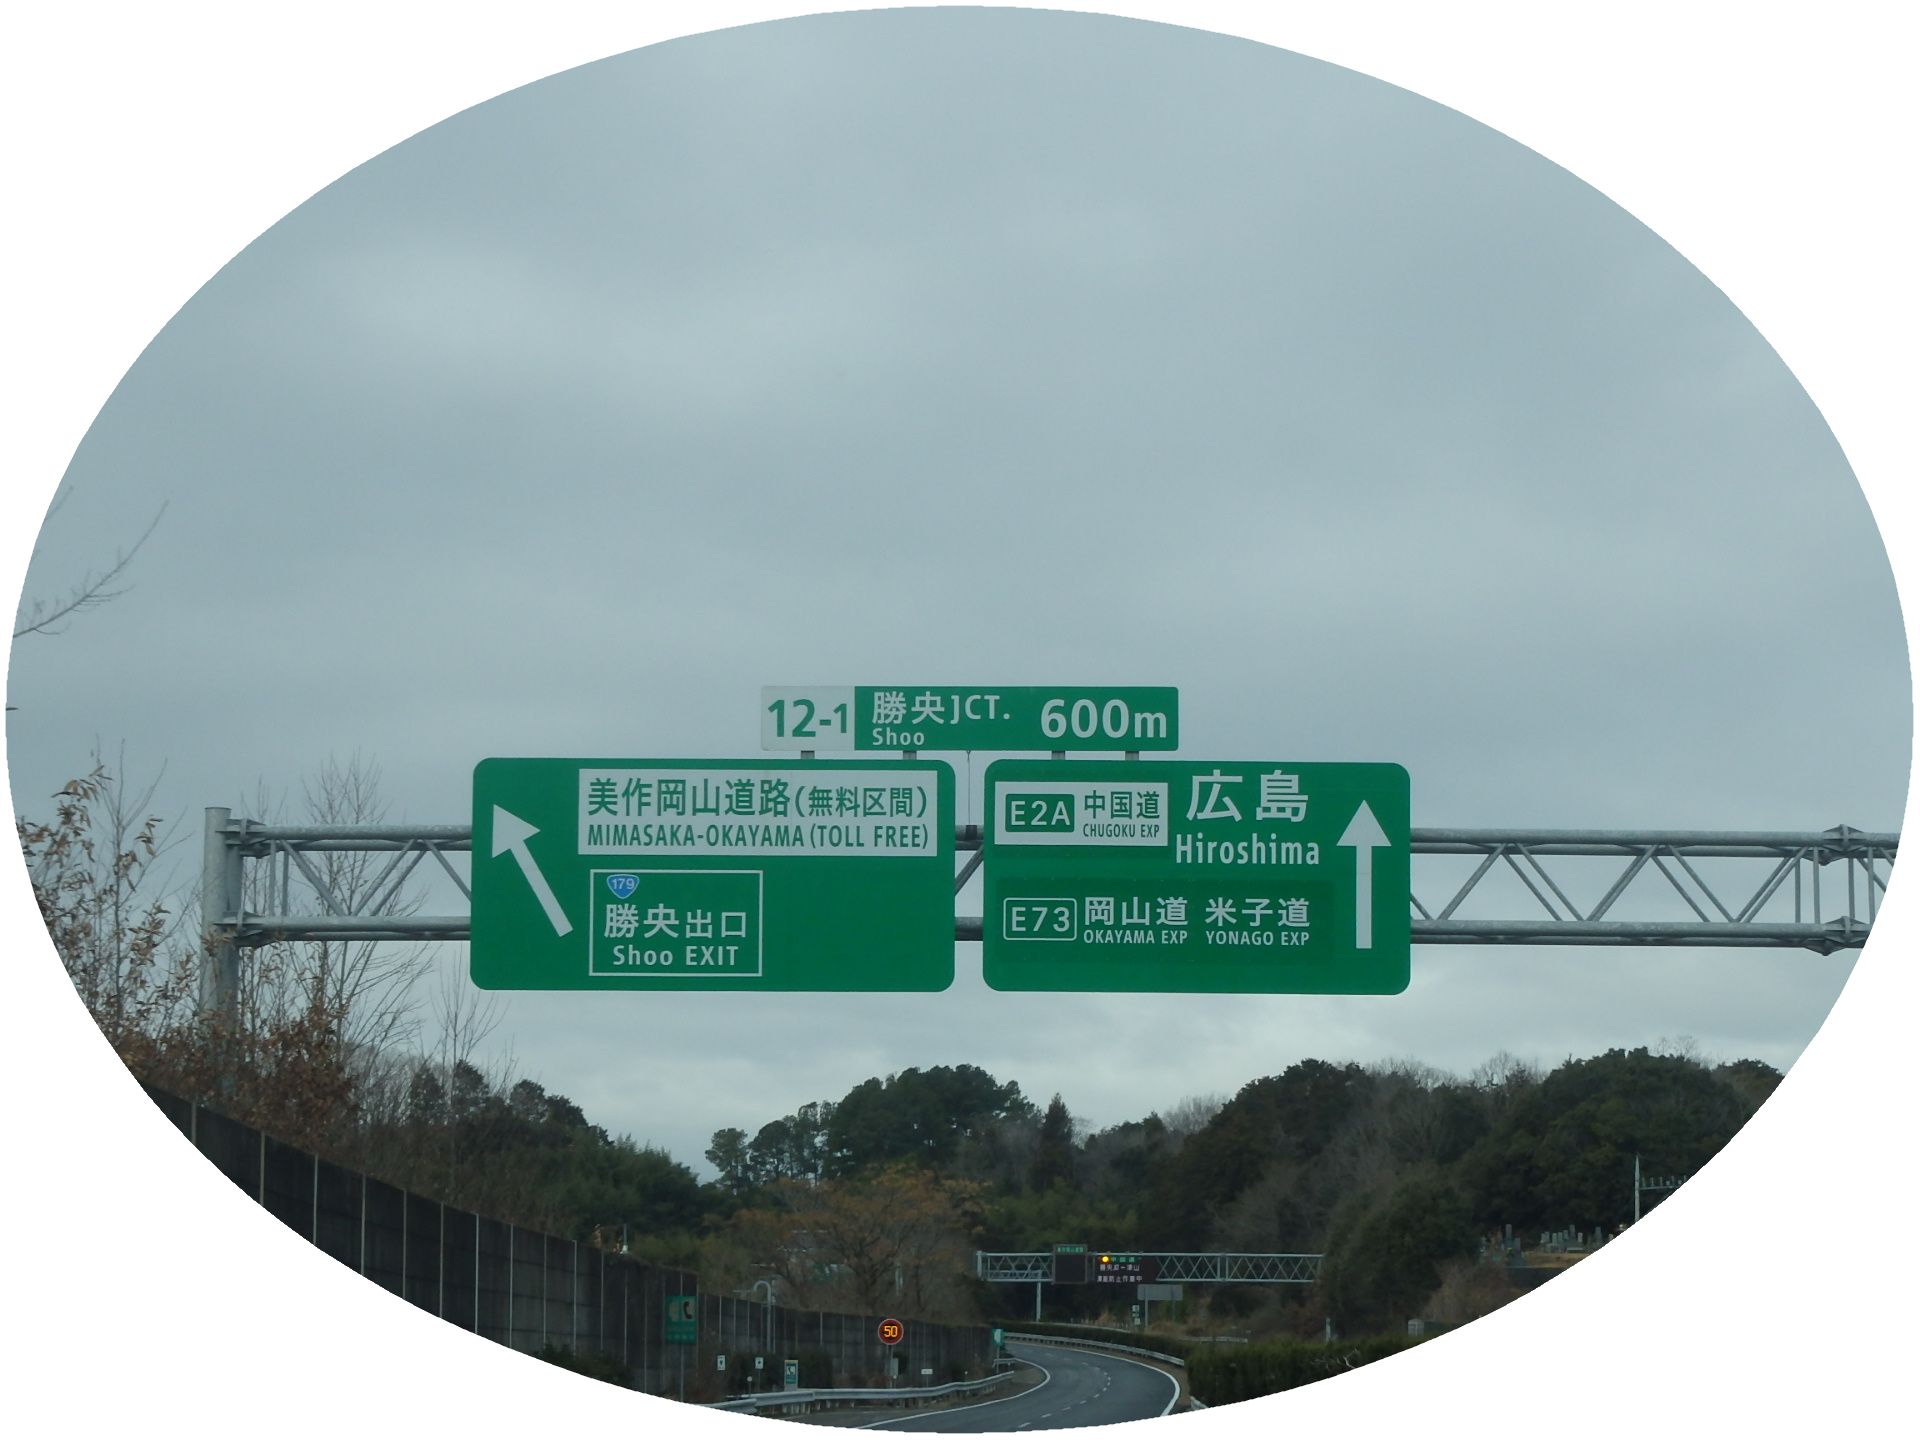 12-1 勝央JCT. 600m
Shoo
美作岡山道路(無料区間)
MIMASAKA-OKAYAMA (TOLL FREE)
179
勝央出口
Shoo EXIT
E2A 中国道 広島
CHUGOKU EXP Hiroshima
E73 岡山道 米子道
OKAYAMA EXP YONAGO EXP
50